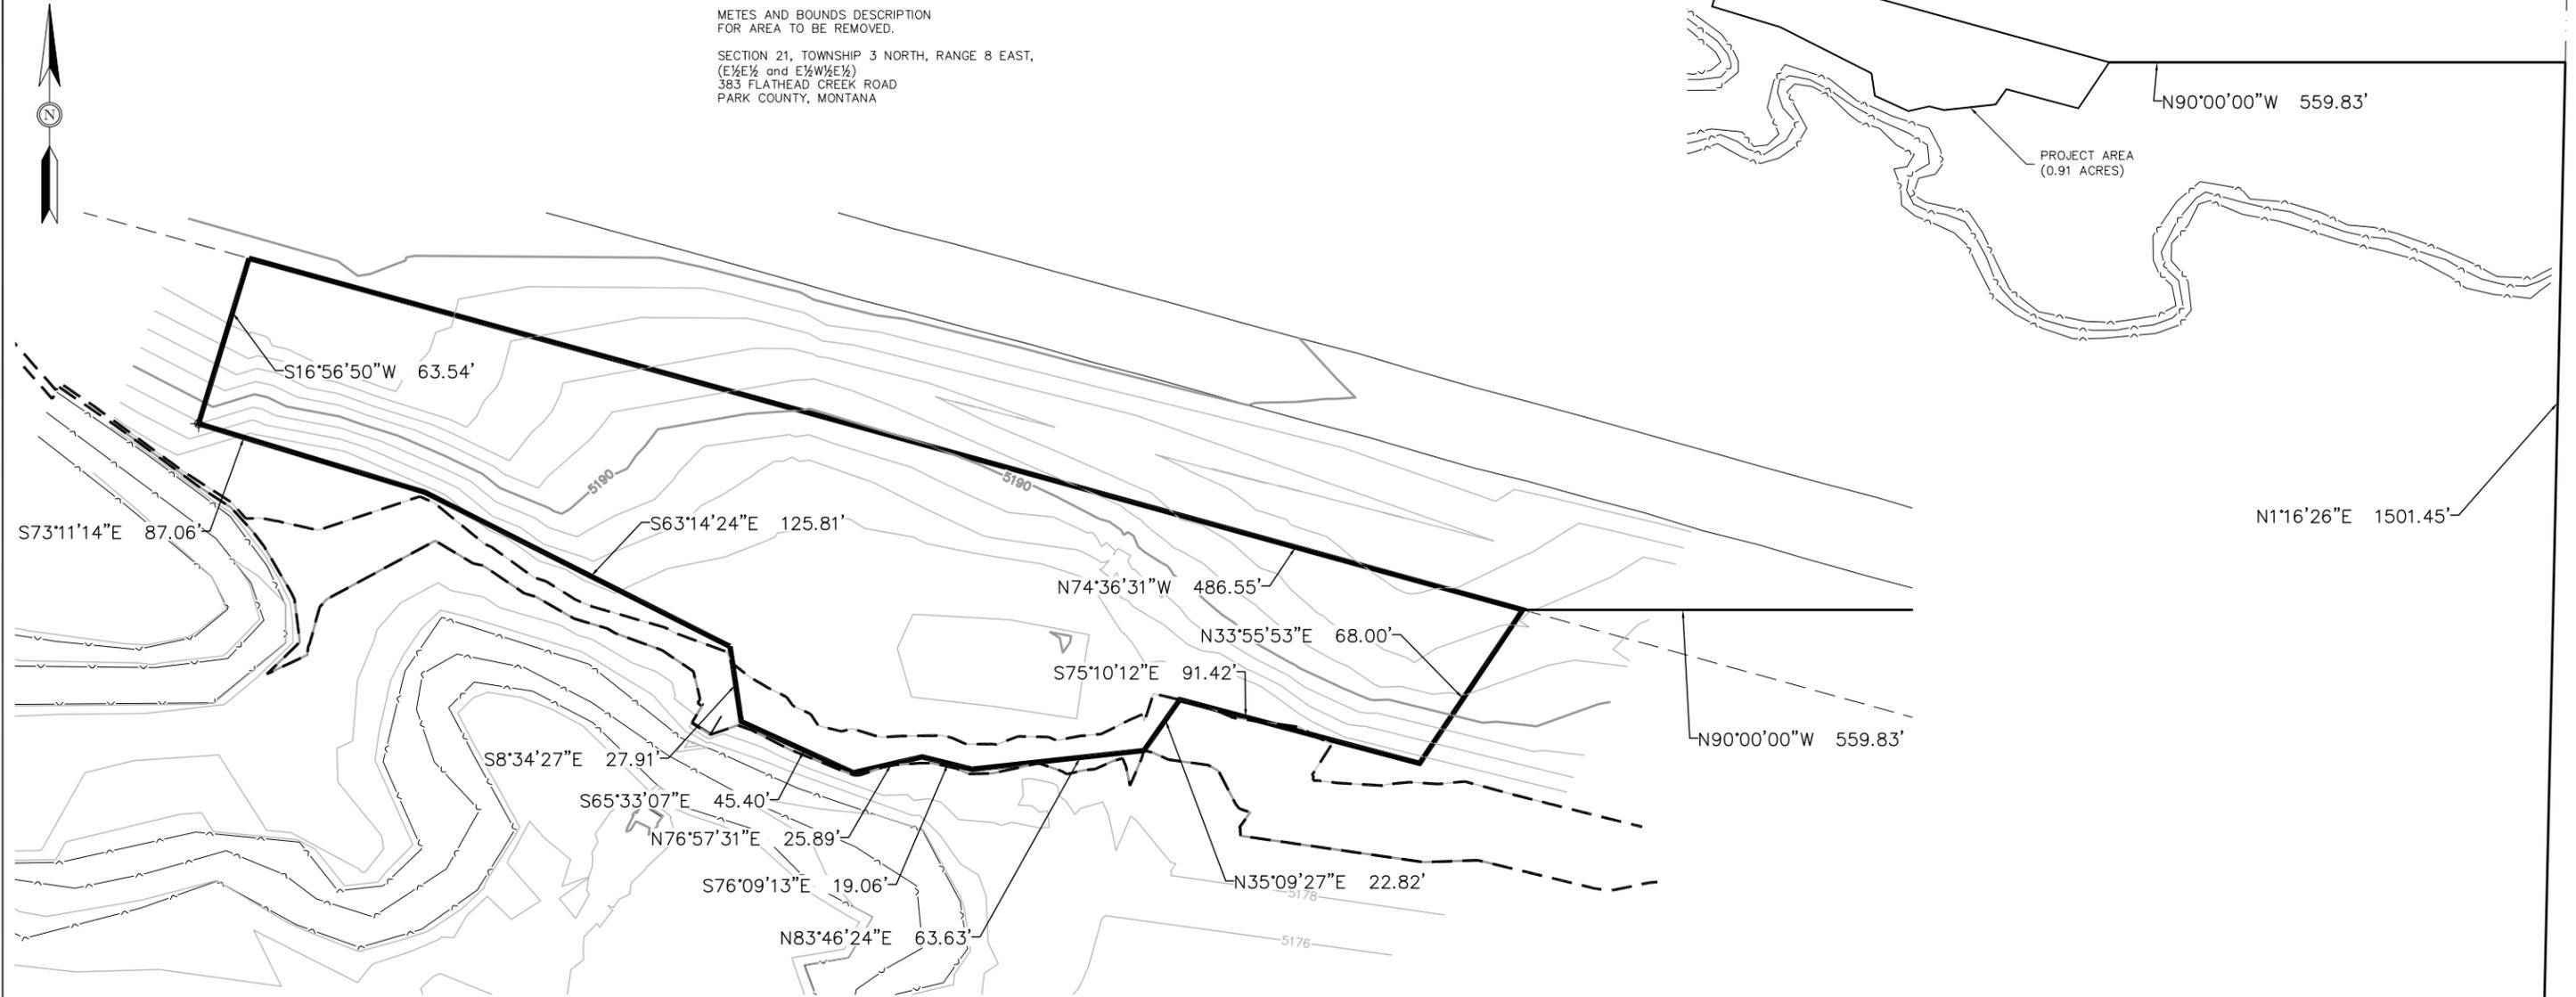 METES AND BOUNDS DESCRIPTION
FOR AREA TO BE REMOVED.
SECTION 21, TOWNSHIP 3 NORTH, RANGE 8 EAST,
(E½E½ and E½W½E½)
383 FLATHEAD CREEK ROAD
PARK COUNTY, MONTANA
N
N90°00'00"W 559.83'
PROJECT AREA
(0.91 ACRES)
S16°56'50"W 63.54'
5190
5190
S73°11'14"E 87.06'
S63°14'24"E 125.81'
N1°16'26"E 1501.45'
N74°36'31"W 486.55'
N33°55'53"E 68.00'
S75°10'12"E 91.42'
N90°00'00"W 559.83'
S8°34'27"E 27.91'
S65°33'07"E 45.40'
N76°57'31"E 25.89'
S76°09'13"E 19.06'
N35°09'27"E 22.82'
5178
N83°46'24"E 63.63'
5176